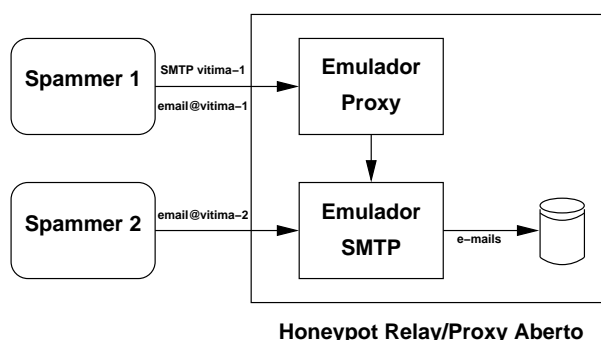 Spammer 1
SMTP vitima−1
email@vitima−1
Emulador
Proxy
Spammer 2
email@vitima−2
Emulador
SMTP
e−mails
Honeypot Relay/Proxy Aberto